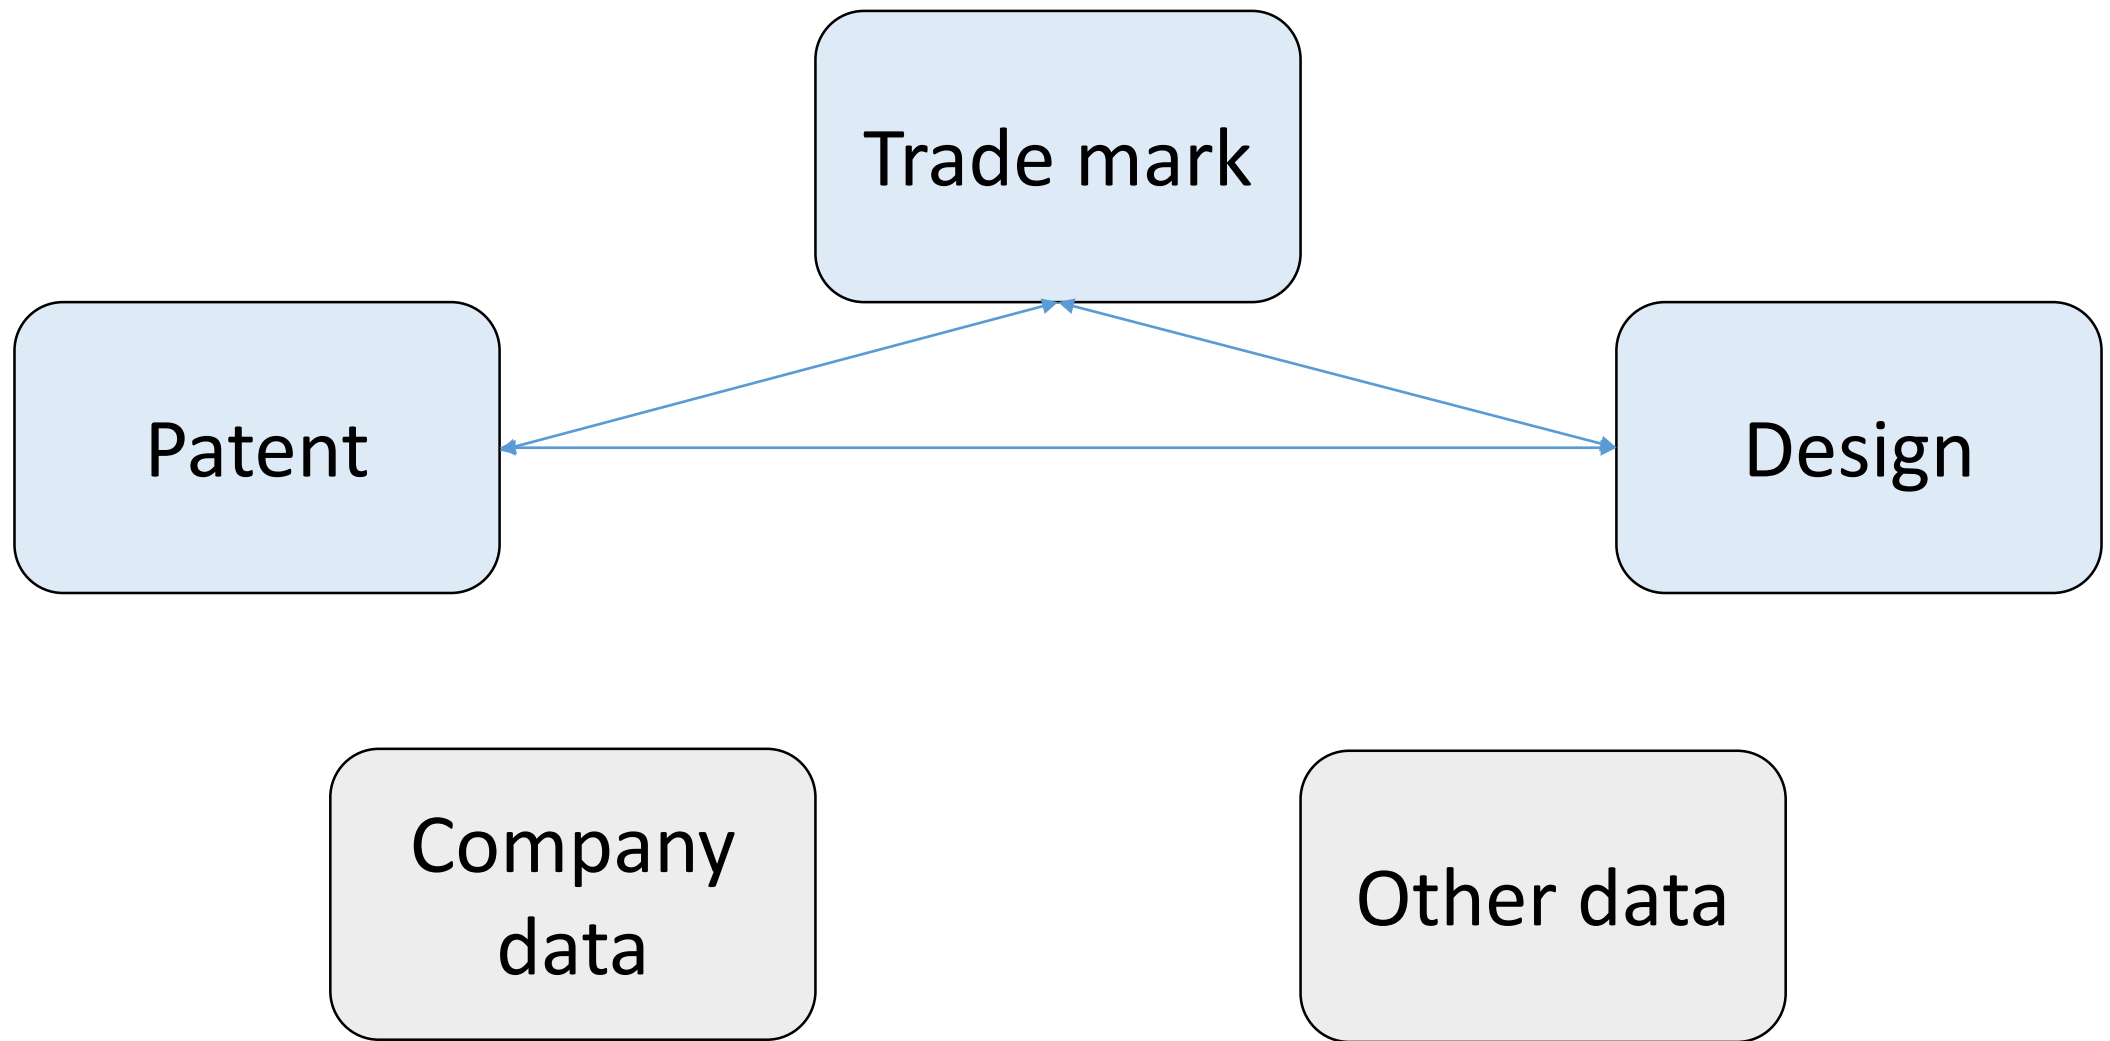 Trade mark
Patent
Design
Company
data
Other data